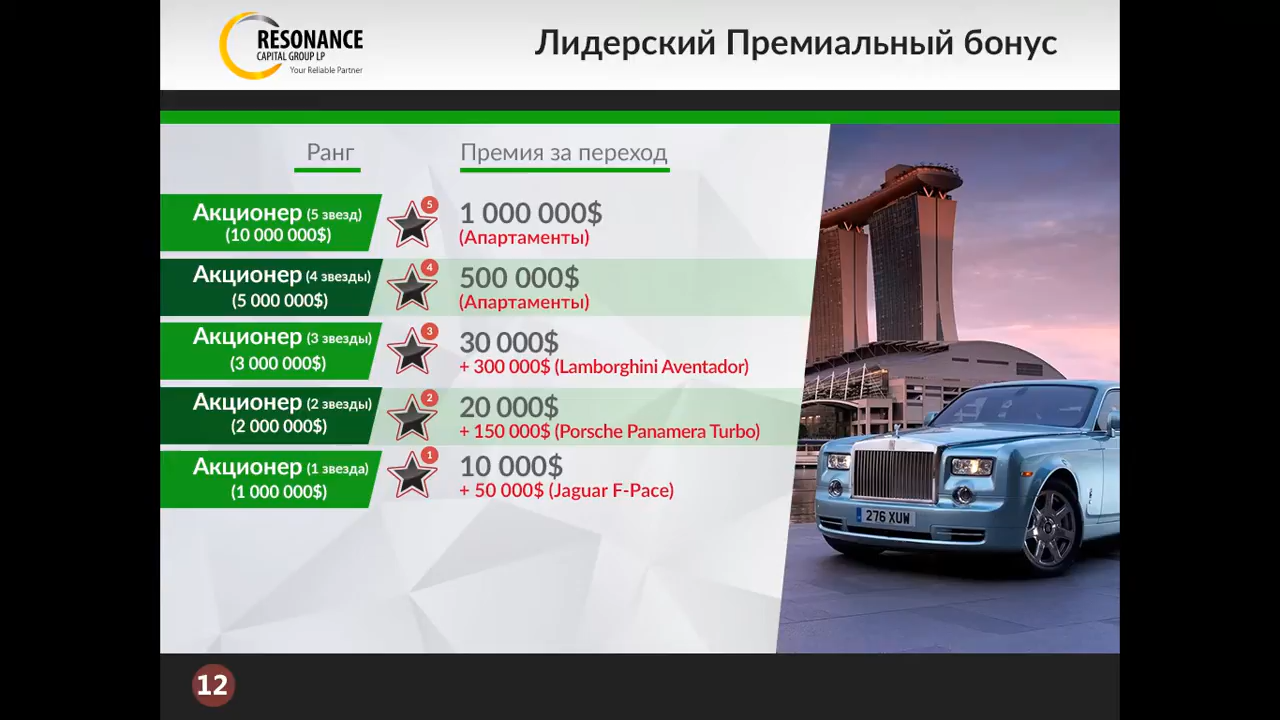 RESONANCE
CAPITAL GROUP LP
Your Reliable Partner
Лидерский Премиальный бонус
Ранг
Премия за переход
Акционер (5 звезд)
(10 000 000$)
5
1 000 000$
(Апартаменты)
Акционер (4 звезды)
(5 000 000$)
4
500 000$
(Апартаменты)
Акционер (3 звезды)
(3 000 000$)
3
30 000$
+ 300 000$ (Lamborghini Aventador)
Акционер (2 звезды)
(2 000 000$)
2
20 000$
+ 150 000$ (Porsche Panamera Turbo)
Акционер (1 звезда)
(1 000 000$)
1
10 000$
+ 50 000$ (Jaguar F-Pace)
276 XUW
12